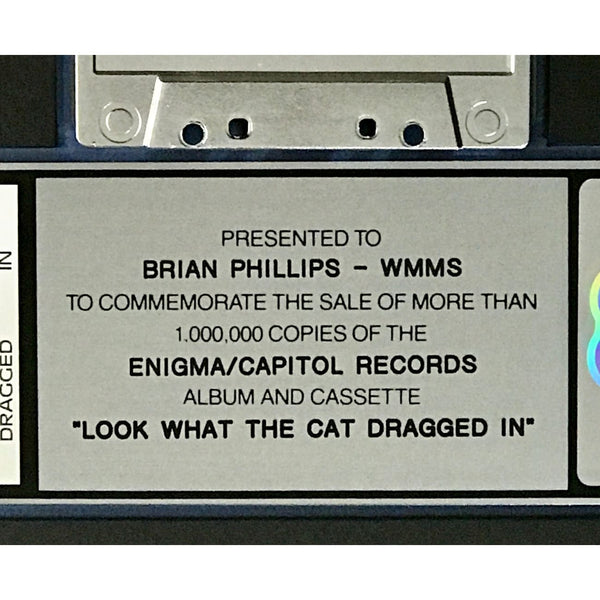 PRESENTED TO
BRIAN PHILLIPS - WMMS
TO COMMEMORATE THE SALE OF MORE THAN
1.000,000 COPIES OF THE
ENIGMA/CAPITOL RECORDS
ALBUM AND CASSETTE
"LOOK WHAT THE CAT DRAGGED IN"
DRAGGED IN